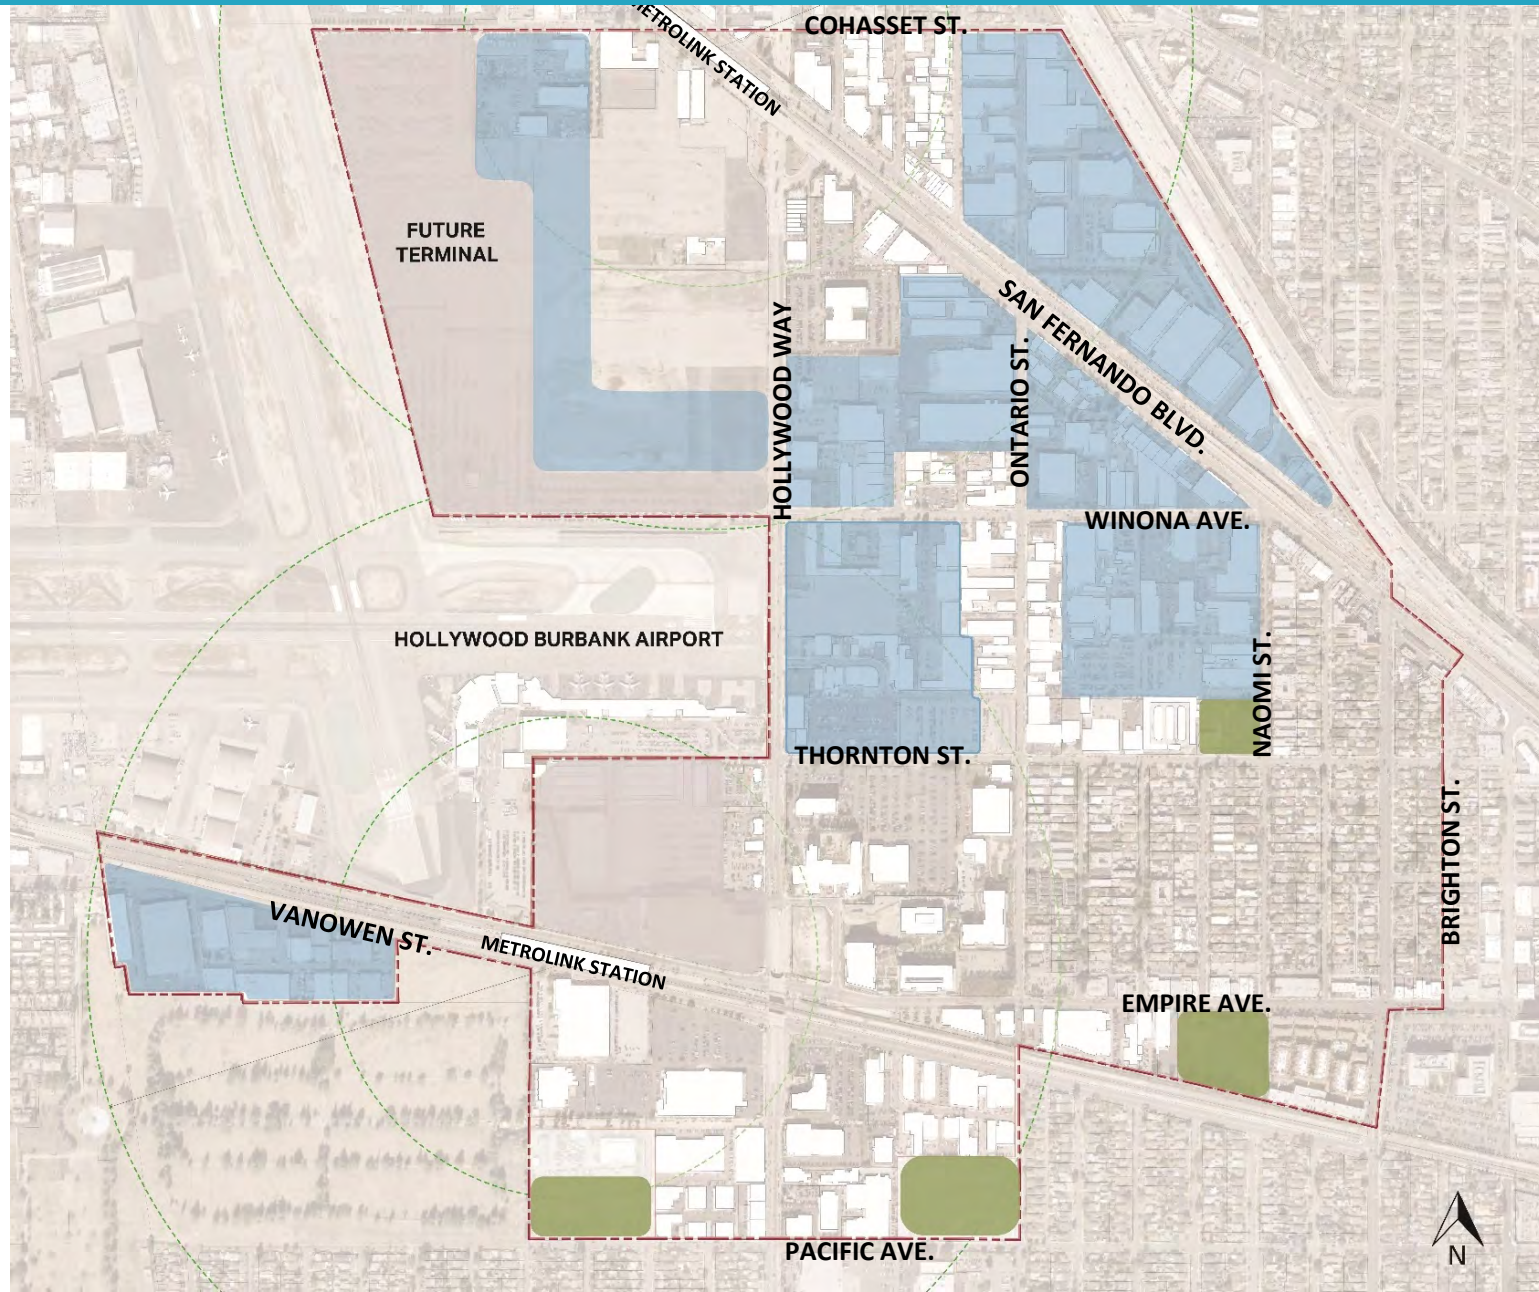 COHASSET ST.
METROLINK STATION
FUTURE
TERMINAL
HOLLYWOOD WAY
SAN FERNANDO BLVD.
ONTARIO ST.
WINONA AVE.
HOLLYWOOD BURBANK AIRPORT
NAOMI ST.
THORNTON ST.
BRIGHTON ST.
VANOWEN ST.
METROLINK STATION
EMPIRE AVE.
PACIFIC AVE.
N